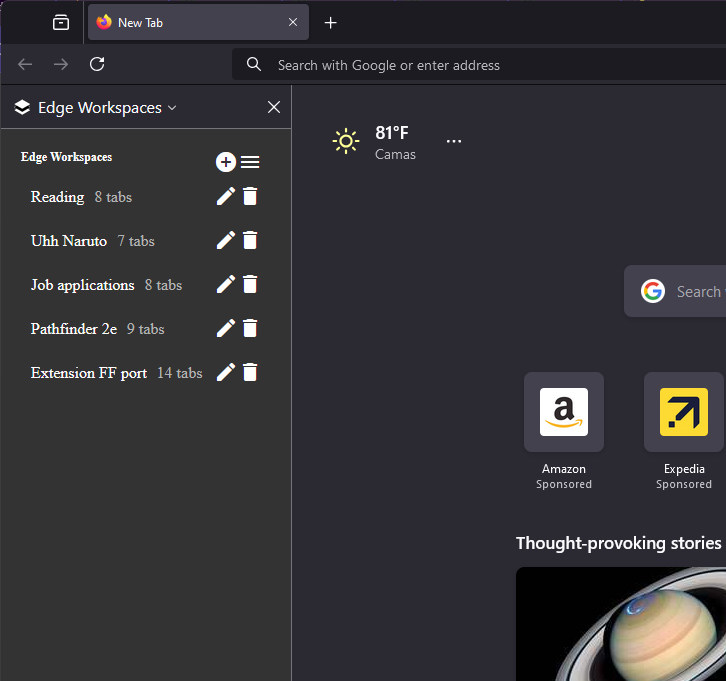 New Tab
Search with Google or enter address
Edge Workspaces
81°F
Camas
Edge Workspaces
Reading 8 tabs
Uhh Naruto 7 tabs
Job applications 8 tabs
Pathfinder 2e 9 tabs
Extension FF port 14 tabs
Search
Amazon
Sponsored
Expedia
Sponsored
Thought-provoking stories